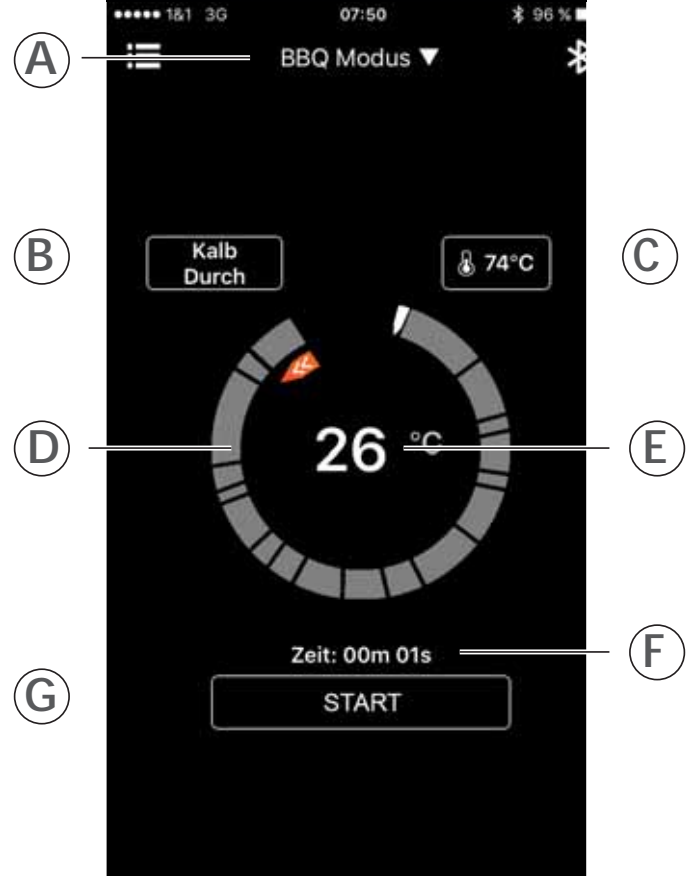 1&1 3G 07:50 96 %
A BBQ Modus ▼
B Kalb Durch 74°C C
D 26 °C E
Zeit: 00m 01s F
G START